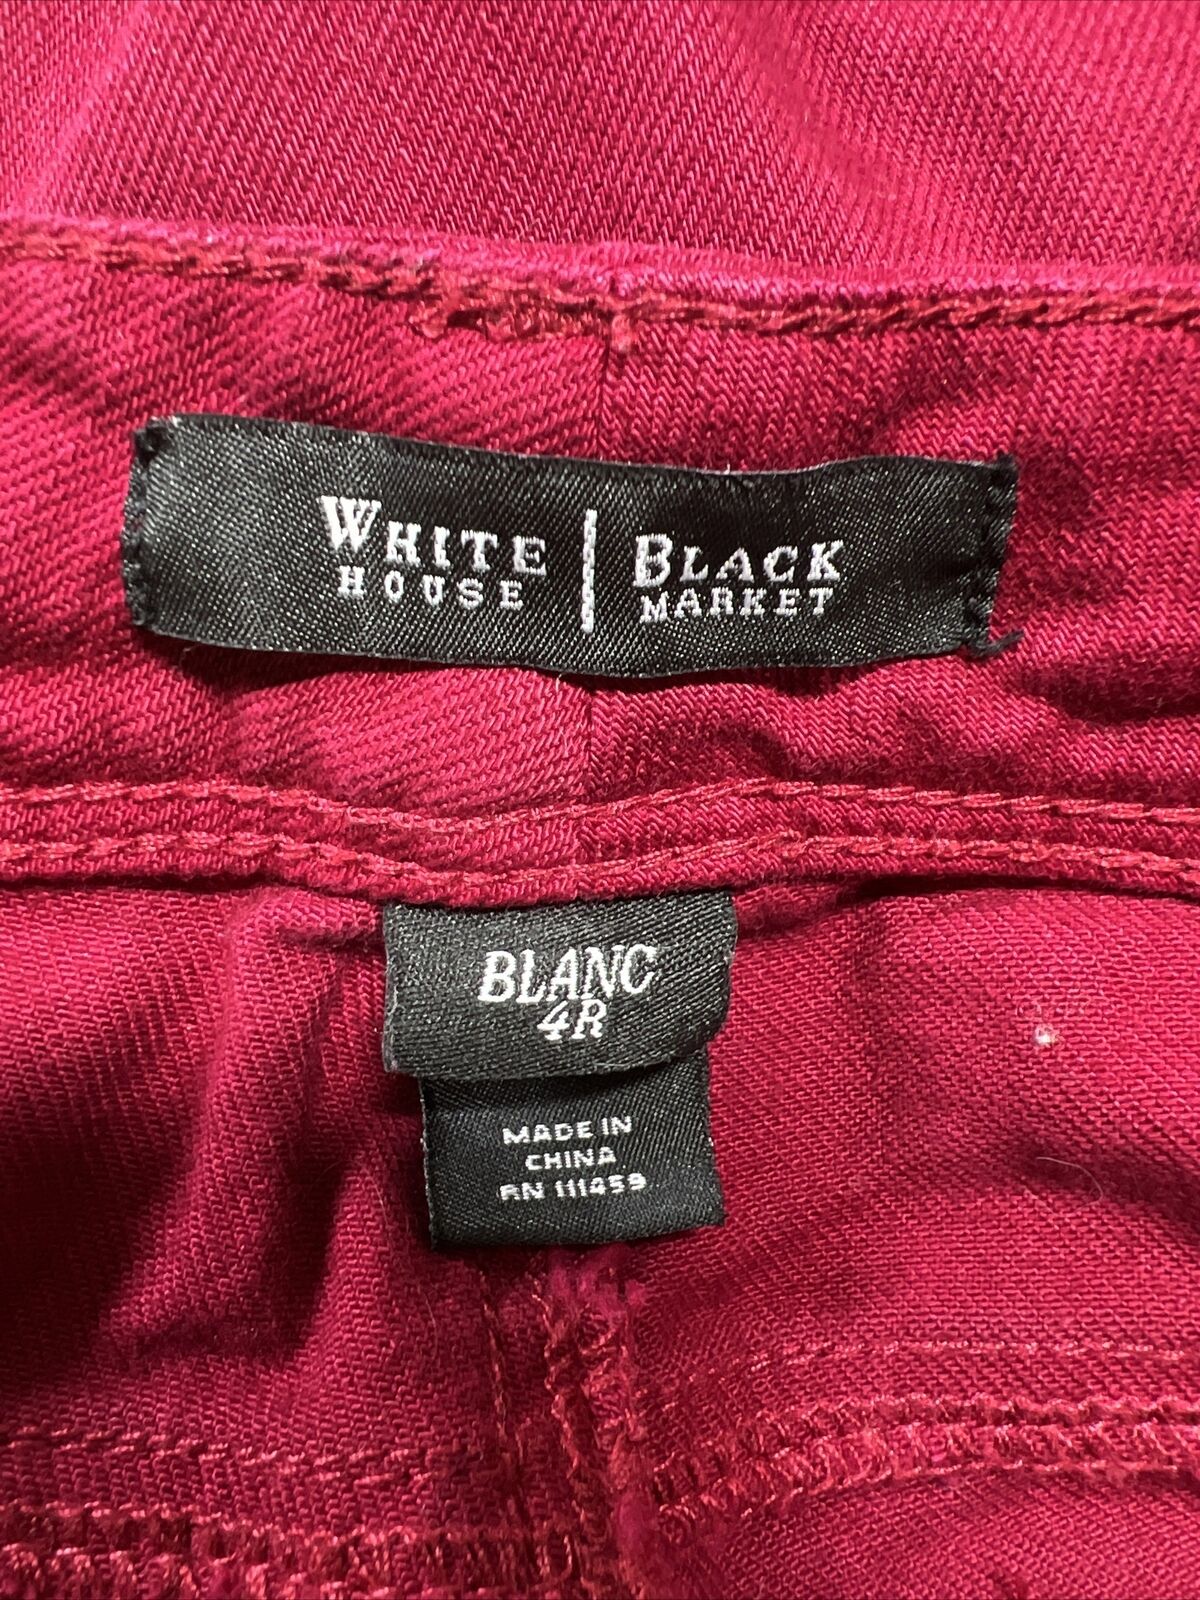 WHITE HOUSE | BLACK MARKET
BLANC
4R
MADE IN
CHINA
RN 111459